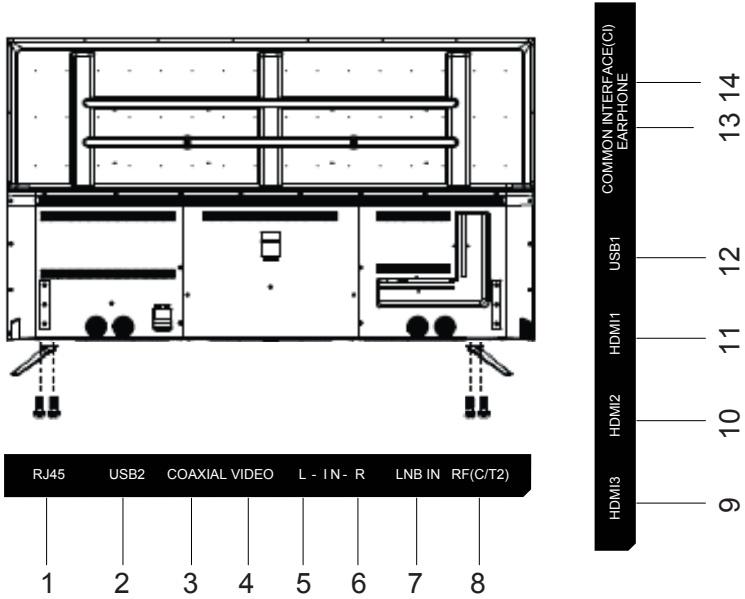 COMMON INTERFACE(CI)
EARPHONE
USB1
HDMI1
HDMI2
HDMI3
14
13
12
11
10
9
RJ45 USB2 COAXIAL VIDEO L - IN- R LNB IN RF(C/T2)
1 2 3 4 5 6 7 8